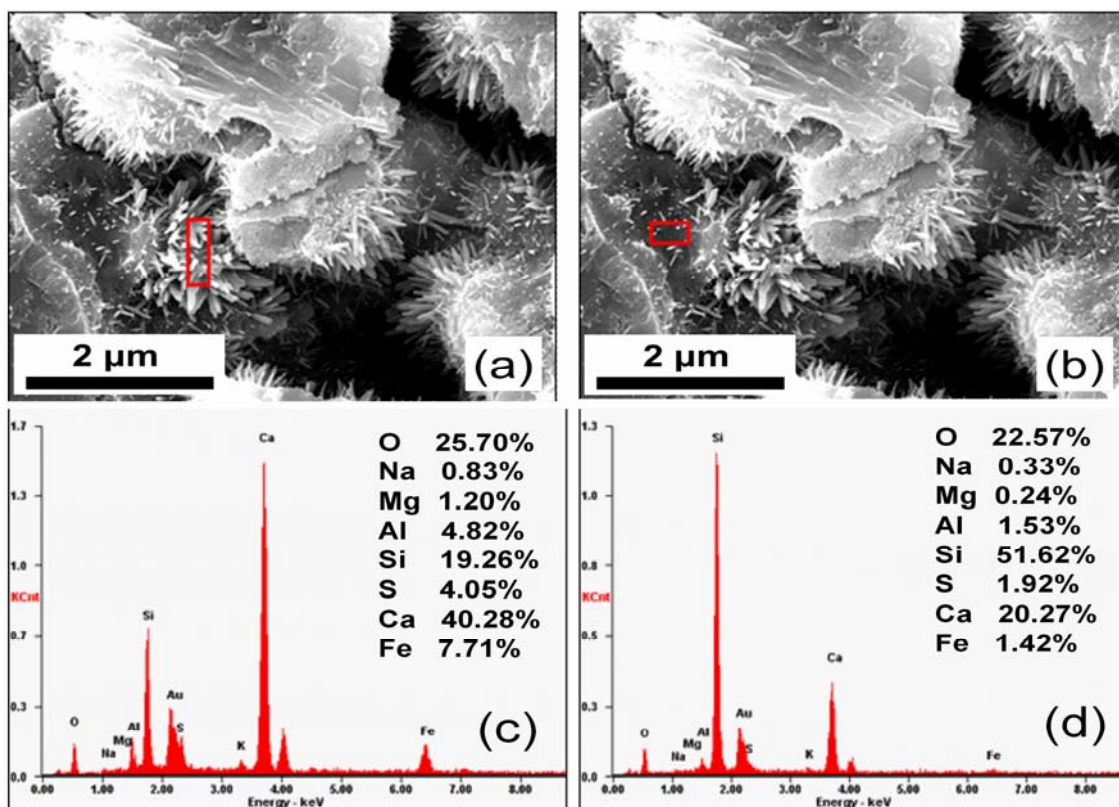 2 μm
(a)
2 μm
(b)
1.7
1.3
1.0
KCnt
0.7
0.3
0.0
O
Na
Mg
Al
Si
Au
S
K
Ca
Fe
O 25.70%
Na 0.83%
Mg 1.20%
Al 4.82%
Si 19.26%
S 4.05%
Ca 40.28%
Fe 7.71%
(c)
0.00 1.00 2.00 3.00 4.00 5.00 6.00 7.00 8.00
Energy - keV
1.3
1.0
0.8
KCnt
0.5
0.3
0.0
O
Na
Mg
Al
Si
Au
S
K
Ca
Fe
O 22.57%
Na 0.33%
Mg 0.24%
Al 1.53%
Si 51.62%
S 1.92%
Ca 20.27%
Fe 1.42%
(d)
0.00 1.00 2.00 3.00 4.00 5.00 6.00 7.00 8.00
Energy - keV